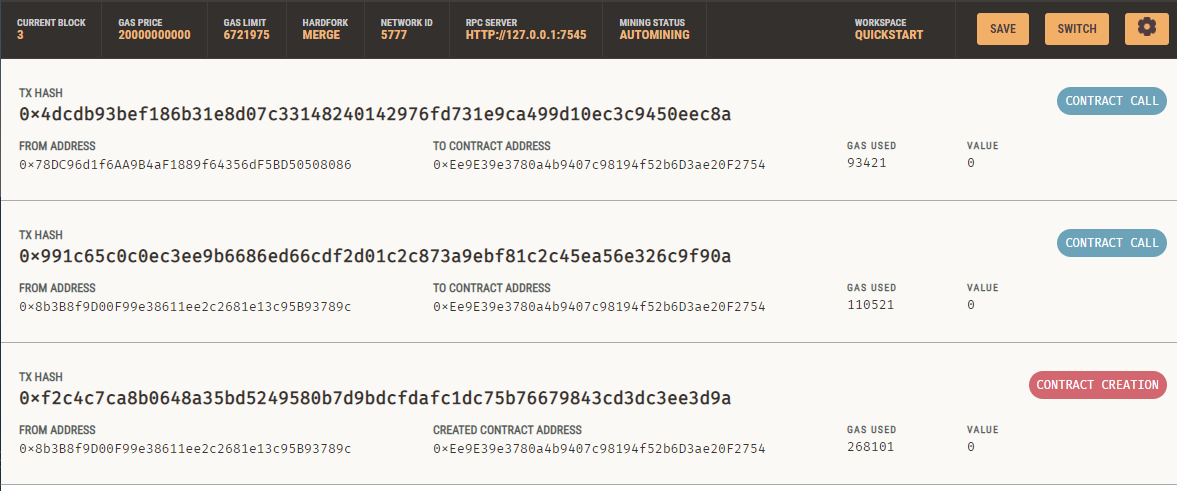 CURRENT BLOCK GAS PRICE GAS LIMIT HARDFORK NETWORK ID RPC SERVER MINING STATUS WORKSPACE SAVE SWITCH
3 20000000000 6721975 MERGE 5777 HTTP://127.0.0.1:7545 AUTOMINING QUICKSTART
TX HASH CONTRACT CALL
0×4dcdb93bef186b31e8d07c33148240142976fd731e9ca499d10ec3c9450eec8a
FROM ADDRESS TO CONTRACT ADDRESS GAS USED VALUE
0×78DC96d1f6AA9B4aF1889f64356dF5BD50508086 0×Ee9E39e3780a4b9407c98194f52b6D3ae20F2754 93421 0
TX HASH CONTRACT CALL
0×991c65c0c0ec3ee9b6686ed66cdf2d01c2c873a9ebf81c2c45ea56e326c9f90a
FROM ADDRESS TO CONTRACT ADDRESS GAS USED VALUE
0×8b3B8f9D00F99e38611ee2c2681e13c95B93789c 0×Ee9E39e3780a4b9407c98194f52b6D3ae20F2754 110521 0
TX HASH CONTRACT CREATION
0×f2c4c7ca8b0648a35bd5249580b7d9bdcfdafc1dc75b76679843cd3dc3ee3d9a
FROM ADDRESS CREATED CONTRACT ADDRESS GAS USED VALUE
0×8b3B8f9D00F99e38611ee2c2681e13c95B93789c 0×Ee9E39e3780a4b9407c98194f52b6D3ae20F2754 268101 0